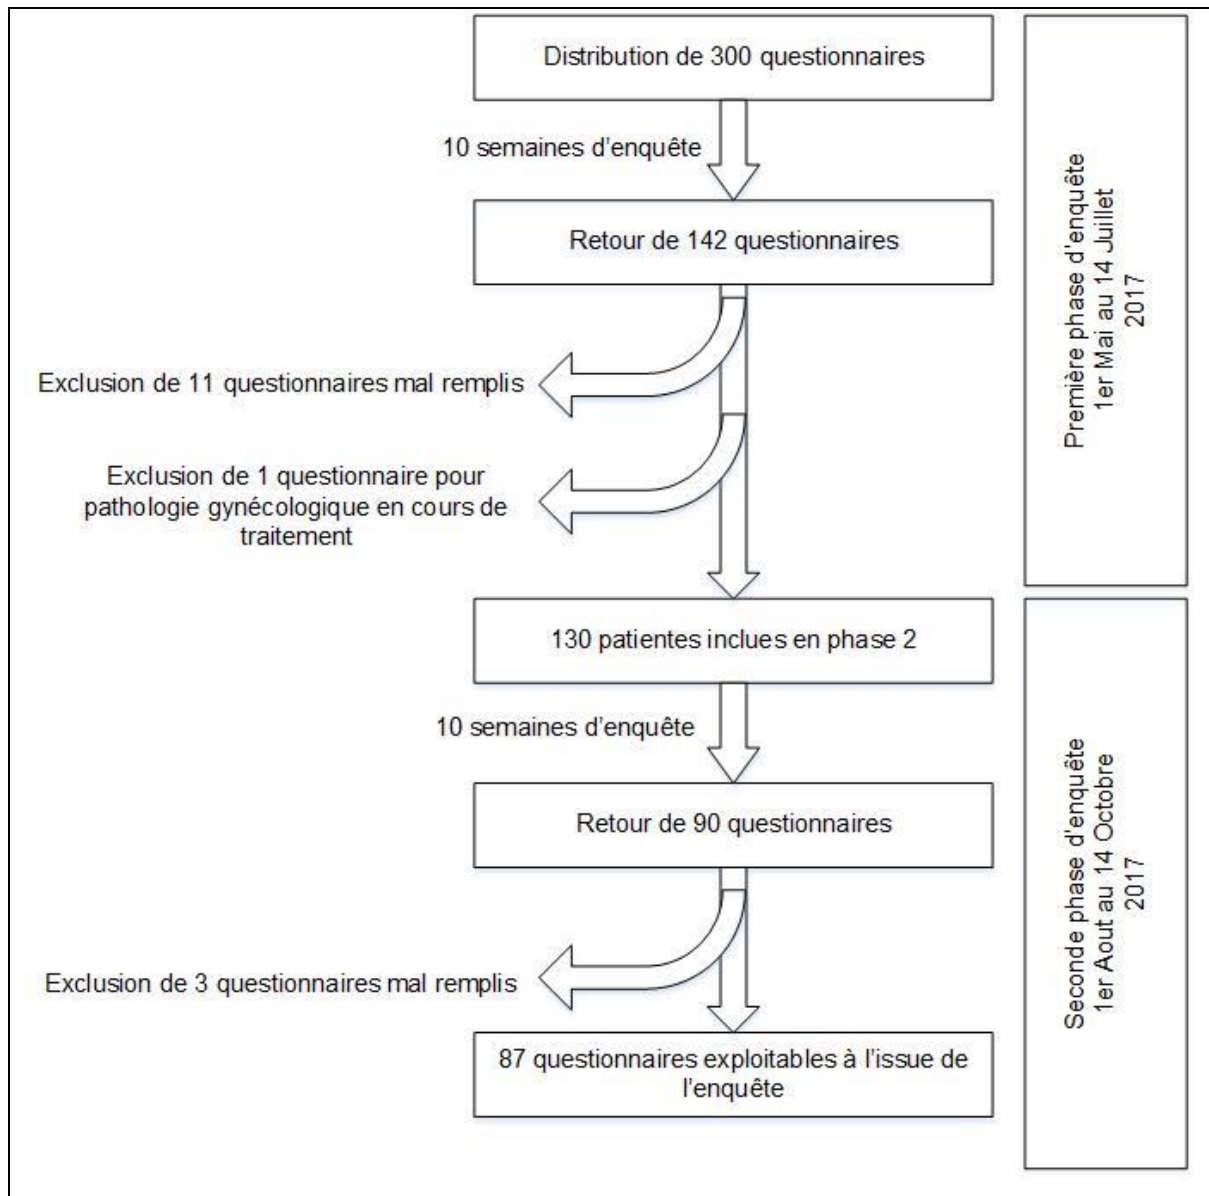 Distribution de 300 questionnaires
10 semaines d'enquête
Retour de 142 questionnaires
Exclusion de 11 questionnaires mal remplis
Exclusion de 1 questionnaire pour
pathologie gynécologique en cours de
traitement
Première phase d'enquête
1er Mai au 14 Juillet
2017
130 patientes inclues en phase 2
10 semaines d'enquête
Retour de 90 questionnaires
Exclusion de 3 questionnaires mal remplis
87 questionnaires exploitables à l'issue de
l'enquête
Seconde phase d'enquête
1er Aout au 14 Octobre
2017